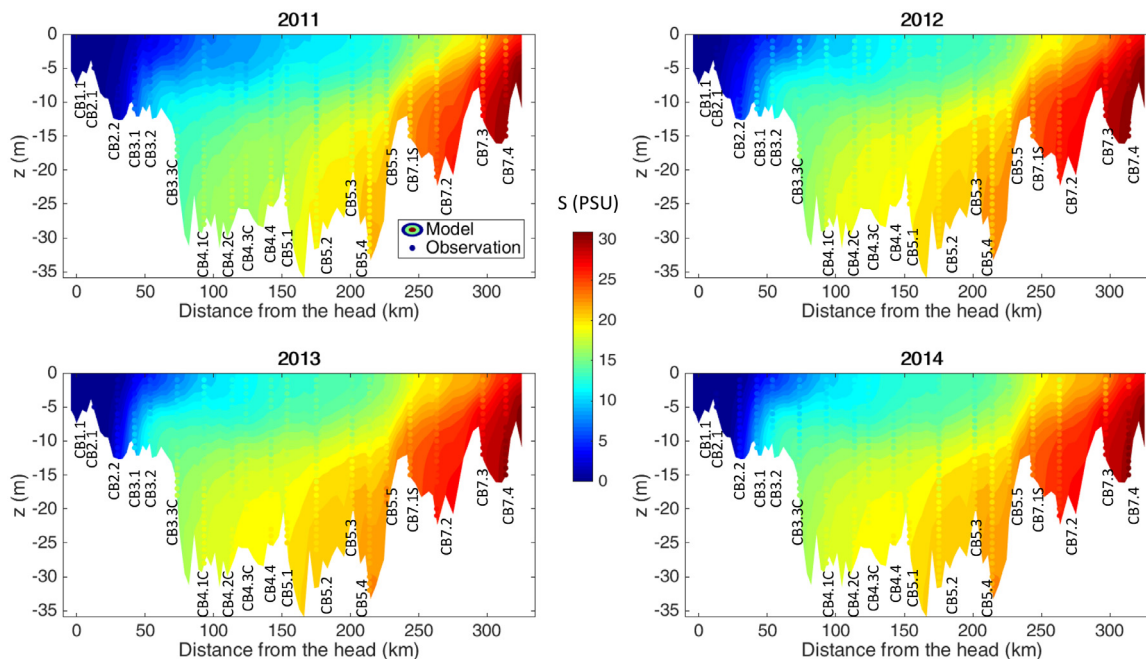 2011
0
-5
-10
-15
-20
-25
-30
-35
z (m)
CB1.1
CB2.1
CB2.2
CB3.1
CB3.2
CB3.3C
CB4.1C
CB4.2C
CB4.3C
CB4.4
CB5.1
CB5.2
CB5.3
CB5.4
CB5.5
CB7.1S
CB7.2
CB7.3
CB7.4
Model
Observation
0 50 100 150 200 250 300
Distance from the head (km)
2012
0
-5
-10
-15
-20
-25
-30
-35
z (m)
CB1.1
CB2.1
CB2.2
CB3.1
CB3.2
CB3.3C
CB4.1C
CB4.2C
CB4.3C
CB4.4
CB5.1
CB5.2
CB5.3
CB5.4
CB5.5
CB7.1S
CB7.2
CB7.3
CB7.4
0 50 100 150 200 250 300
Distance from the head (km)
S (PSU)
30
25
20
15
10
5
0
2013
0
-5
-10
-15
-20
-25
-30
-35
z (m)
CB1.1
CB2.1
CB2.2
CB3.1
CB3.2
CB3.3C
CB4.1C
CB4.2C
CB4.3C
CB4.4
CB5.1
CB5.2
CB5.3
CB5.4
CB5.5
CB7.1S
CB7.2
CB7.3
CB7.4
0 50 100 150 200 250 300
Distance from the head (km)
2014
0
-5
-10
-15
-20
-25
-30
-35
z (m)
CB1.1
CB2.1
CB2.2
CB3.1
CB3.2
CB3.3C
CB4.1C
CB4.2C
CB4.3C
CB4.4
CB5.1
CB5.2
CB5.3
CB5.4
CB5.5
CB7.1S
CB7.2
CB7.3
CB7.4
0 50 100 150 200 250 300
Distance from the head (km)